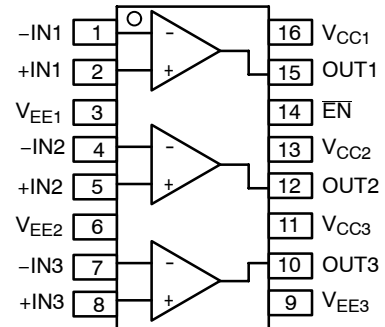 −IN1 1 − 16 VCC1
+IN1 2 + 15 OUT1
VEE1 3 14 E̅N̅
−IN2 4 − 13 VCC2
+IN2 5 + 12 OUT2
VEE2 6 11 VCC3
−IN3 7 − 10 OUT3
+IN3 8 + 9 VEE3